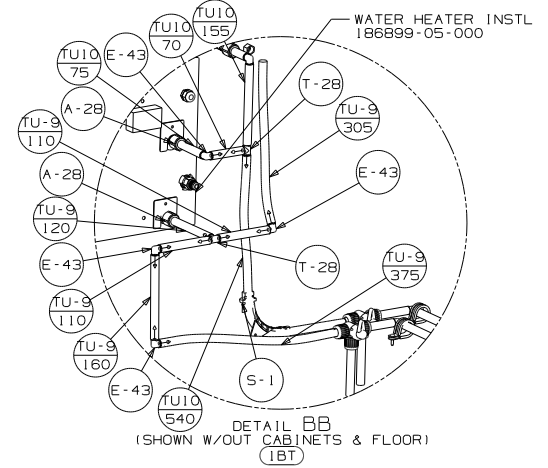 TU10
155
TU10
70
E-43
TU10
75
A-28
TU-9
110
A-28
TU-9
120
E-43
TU-9
110
TU-9
160
E-43
TU10
540
S-1
WATER HEATER INSTL
186899-05-000
T-28
TU-9
305
E-43
T-28
TU-9
375
DETAIL BB
(SHOWN W/OUT CABINETS & FLOOR)
1BT